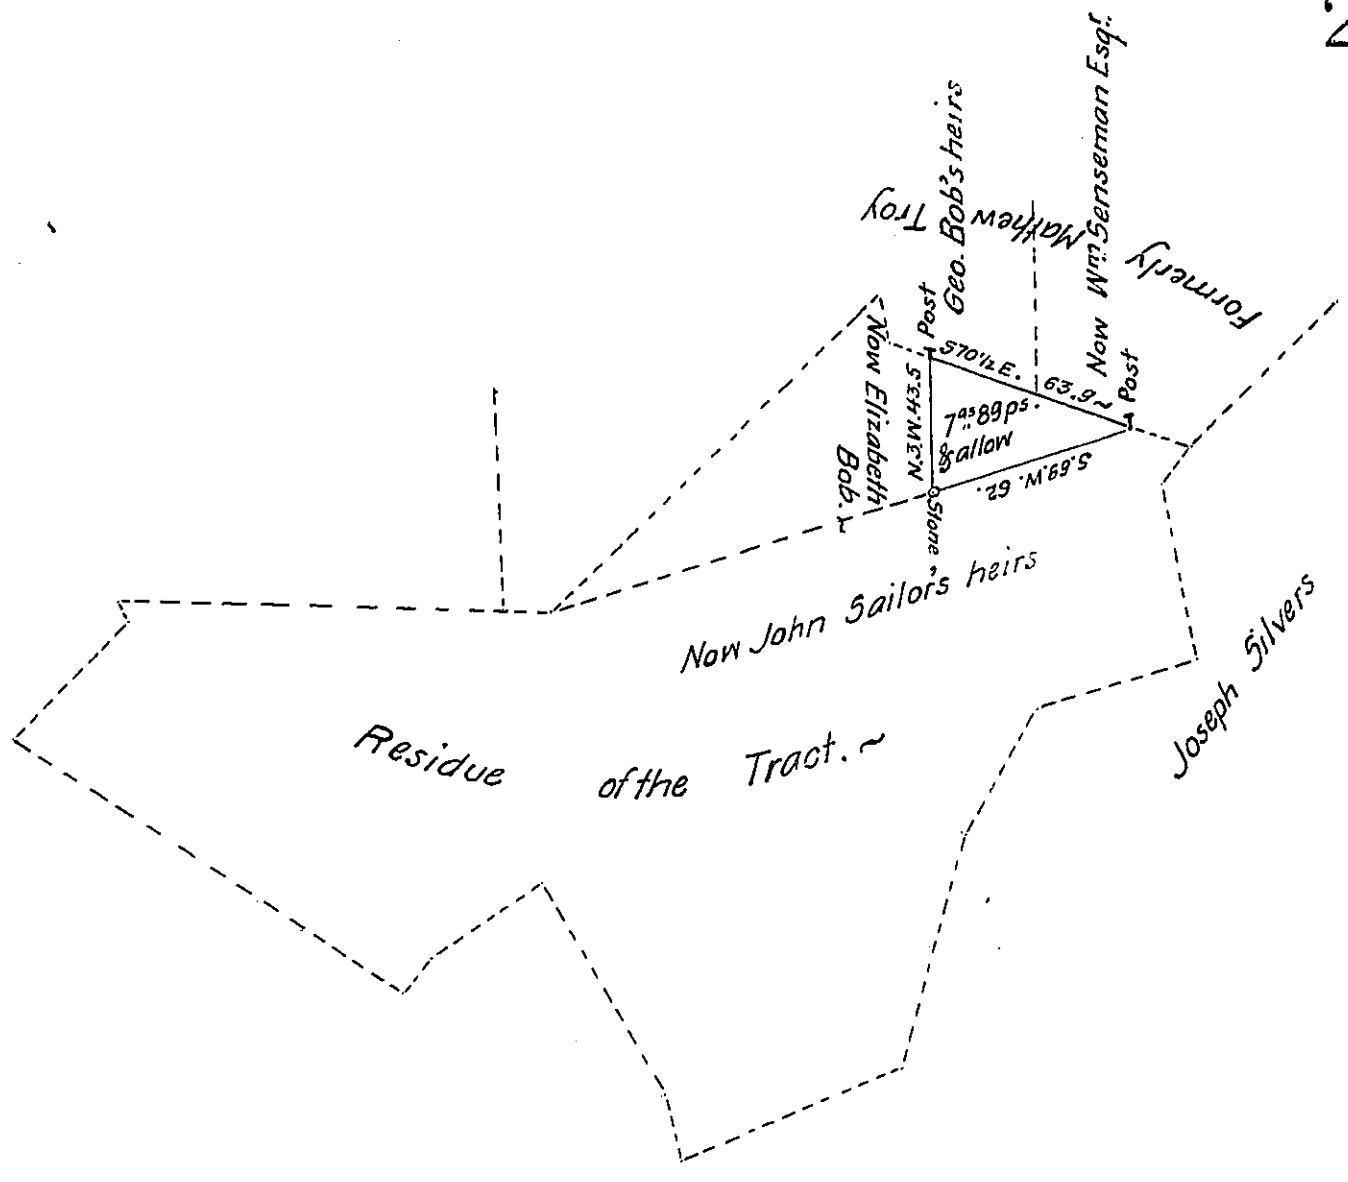 Geo. Bob's heirs
Now Wm. Senseman Esqr.
Formerly Mathew Troy
Post
S70½E. 63.9~
Post
Now Elizabeth
Bob.~
N.3.W.43.5
7as 89ps.
& allow
S.69.W. 62.
Stone
Now John Sailor's heirs
Joseph Silvers
Residue of the Tract.~